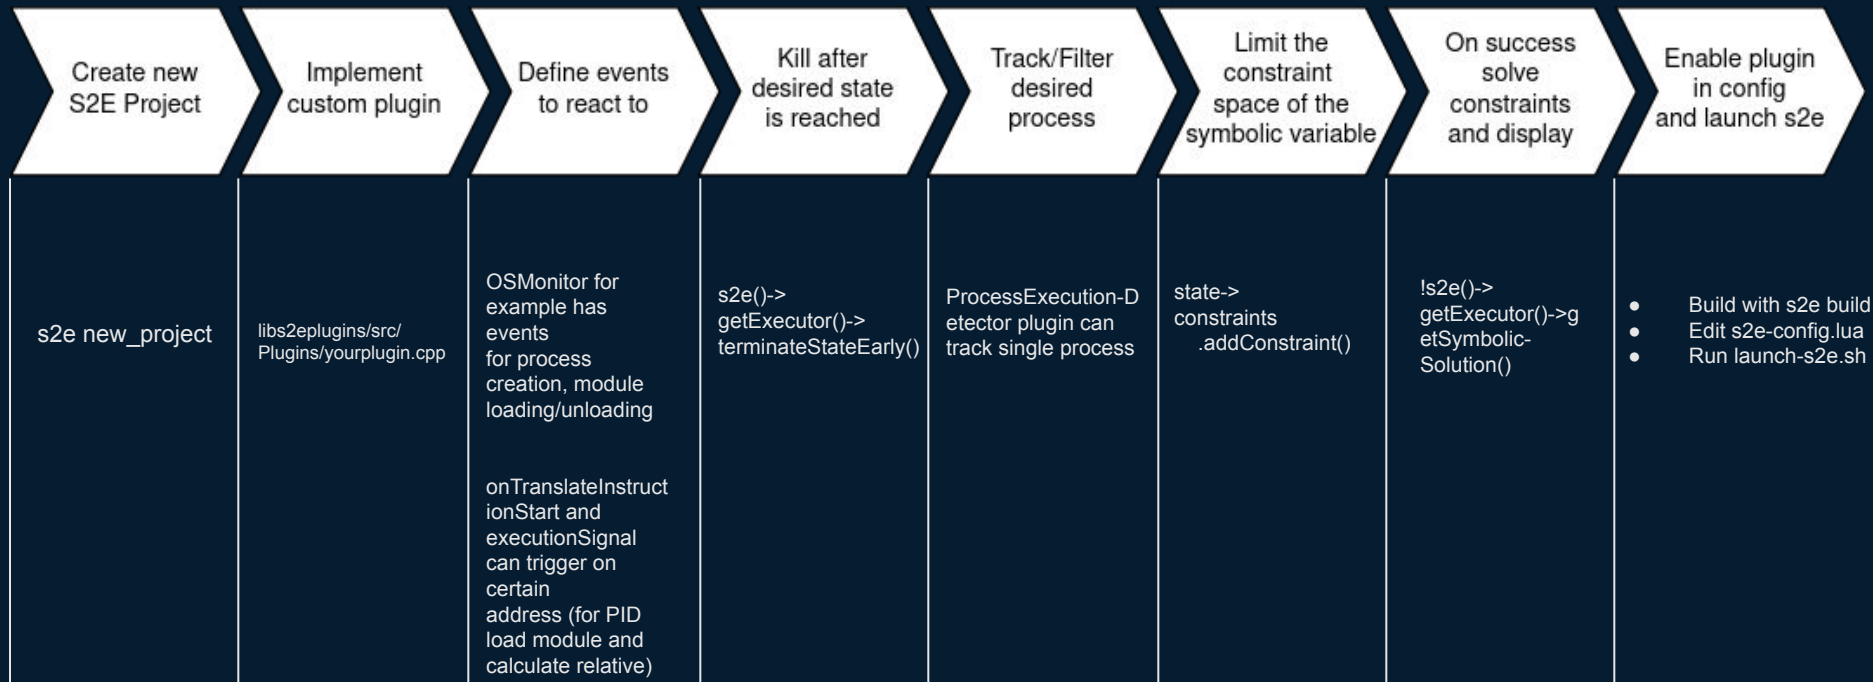 Create new
S2E Project
Implement
custom plugin
Define events
to react to
Kill after
desired state
is reached
Track/Filter
desired
process
Limit the
constraint
space of the
symbolic variable
On success
solve
constraints
and display
Enable plugin
in config
and launch s2e
s2e new_project
libs2eplugins/src/
Plugins/yourplugin.cpp
OSMonitor for
example has
events
for process
creation, module
loading/unloading
onTranslateInstruct
ionStart and
executionSignal
can trigger on
certain
address (for PID
load module and
calculate relative)
s2e()->
getExecutor()->
terminateStateEarly()
ProcessExecution-D
etector plugin can
track single process
state->
constraints
.addConstraint()
!s2e()->
getExecutor()->g
etSymbolic-
Solution()
● Build with s2e build
● Edit s2e-config.lua
● Run launch-s2e.sh